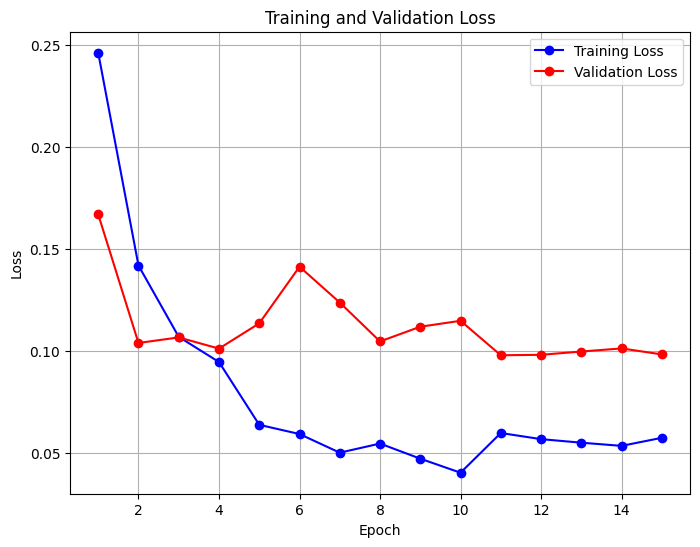 Training and Validation Loss
Training Loss
Validation Loss
0.25
0.20
0.15
0.10
0.05
Loss
2 4 6 8 10 12 14
Epoch